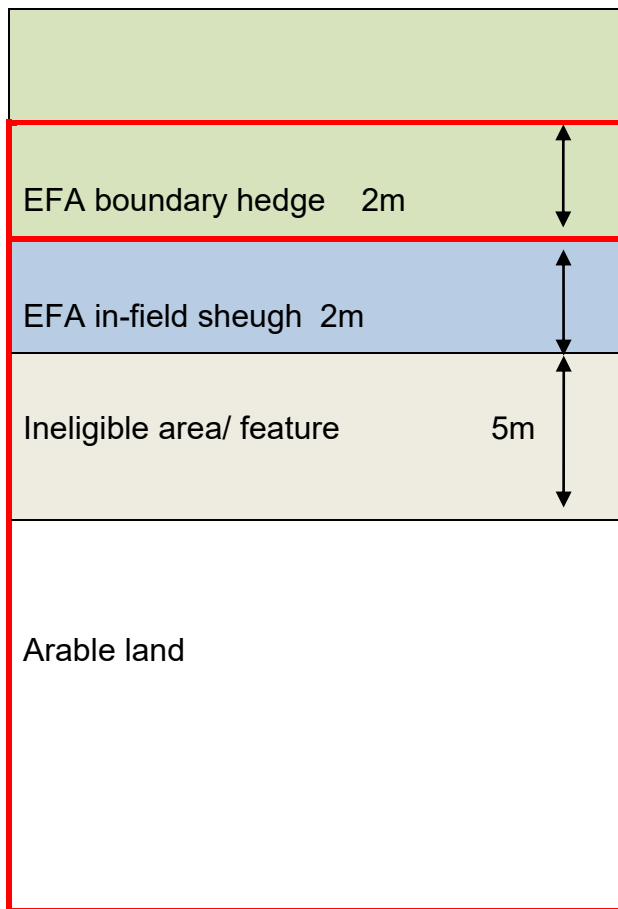 EFA boundary hedge 2m
EFA in-field sheugh 2m
Ineligible area/ feature 5m
Arable land